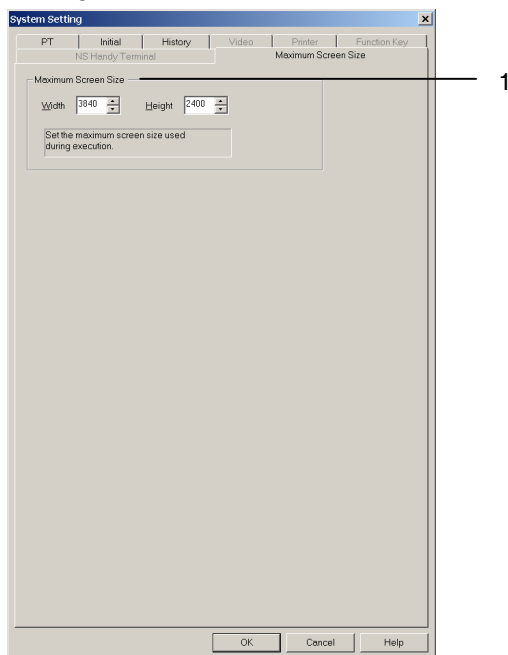 System Setting
PT Initial History Video Printer Function Key
NS Handy Terminal Maximum Screen Size
Maximum Screen Size
1
Width 3840 Height 2400
Set the maximum screen size used
during execution.
OK Cancel Help